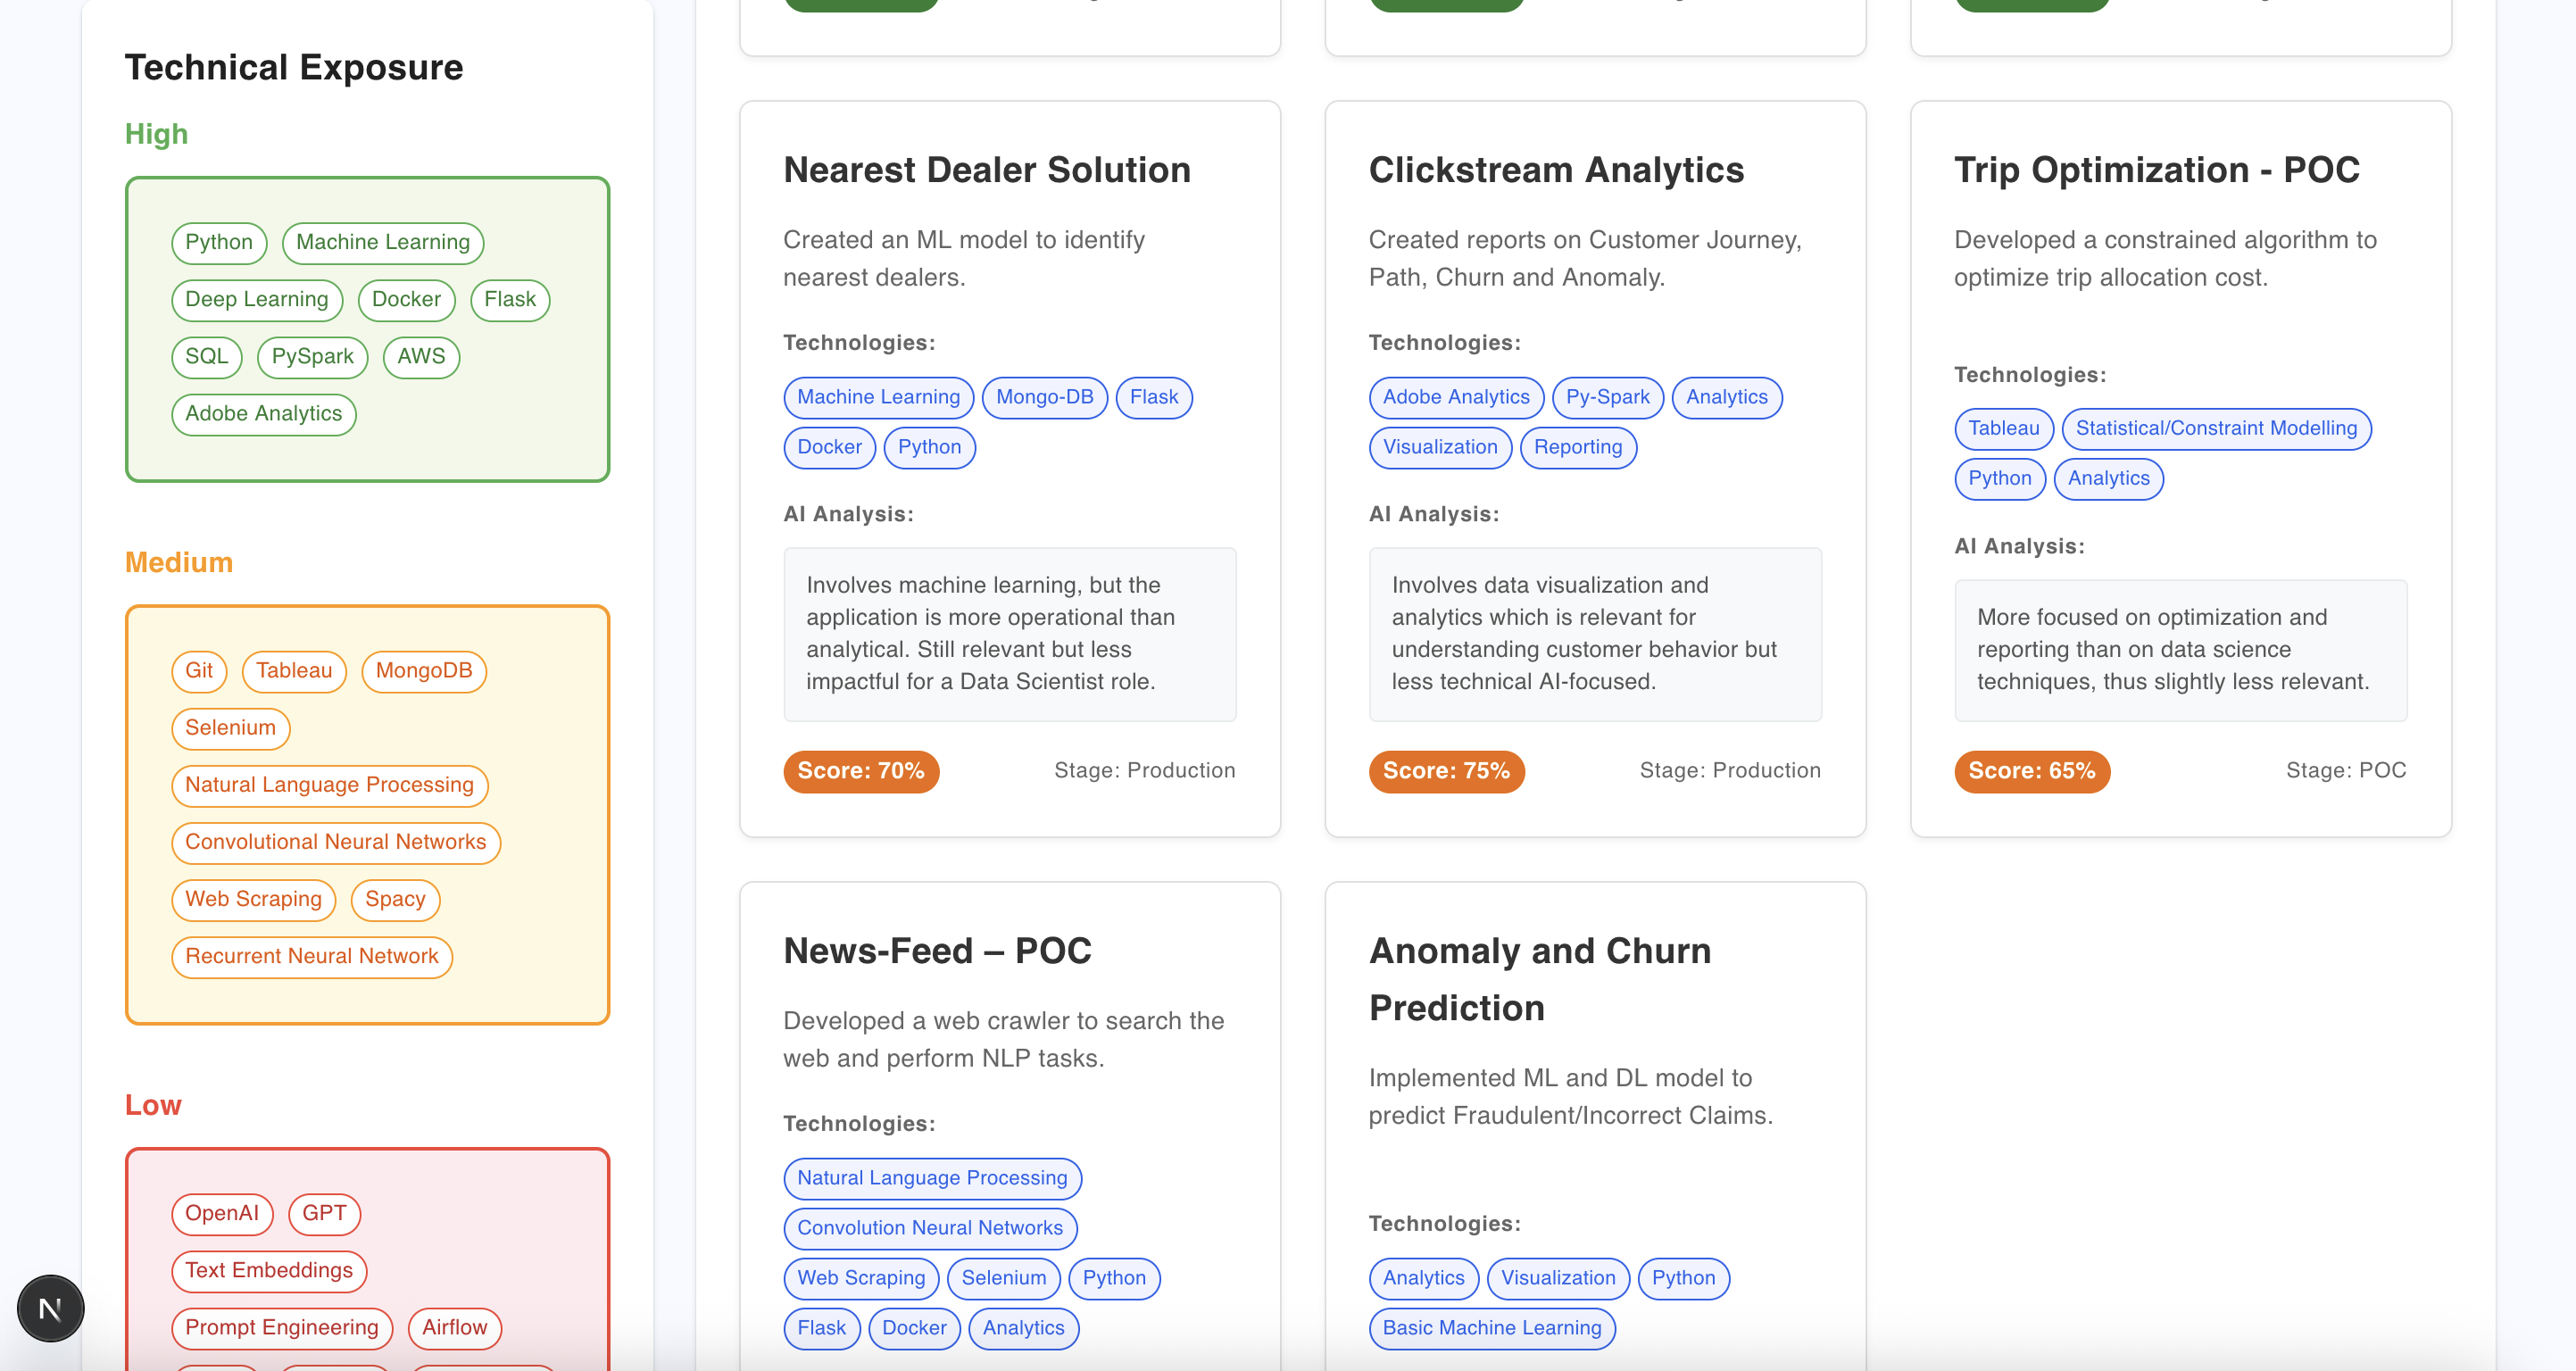 Technical Exposure
High
Python Machine Learning
Deep Learning Docker Flask
SQL PySpark AWS
Adobe Analytics
Medium
Git Tableau MongoDB
Selenium
Natural Language Processing
Convolutional Neural Networks
Web Scraping Spacy
Recurrent Neural Network
Low
OpenAI GPT
Text Embeddings
Prompt Engineering Airflow
N
Nearest Dealer Solution
Created an ML model to identify
nearest dealers.
Technologies:
Machine Learning Mongo-DB Flask
Docker Python
AI Analysis:
Involves machine learning, but the
application is more operational than
analytical. Still relevant but less
impactful for a Data Scientist role.
Score: 70% Stage: Production
Clickstream Analytics
Created reports on Customer Journey,
Path, Churn and Anomaly.
Technologies:
Adobe Analytics Py-Spark Analytics
Visualization Reporting
AI Analysis:
Involves data visualization and
analytics which is relevant for
understanding customer behavior but
less technical AI-focused.
Score: 75% Stage: Production
Trip Optimization - POC
Developed a constrained algorithm to
optimize trip allocation cost.
Technologies:
Tableau Statistical/Constraint Modelling
Python Analytics
AI Analysis:
More focused on optimization and
reporting than on data science
techniques, thus slightly less relevant.
Score: 65% Stage: POC
News-Feed – POC
Developed a web crawler to search the
web and perform NLP tasks.
Technologies:
Natural Language Processing
Convolution Neural Networks
Web Scraping Selenium Python
Flask Docker Analytics
Anomaly and Churn
Prediction
Implemented ML and DL model to
predict Fraudulent/Incorrect Claims.
Technologies:
Analytics Visualization Python
Basic Machine Learning